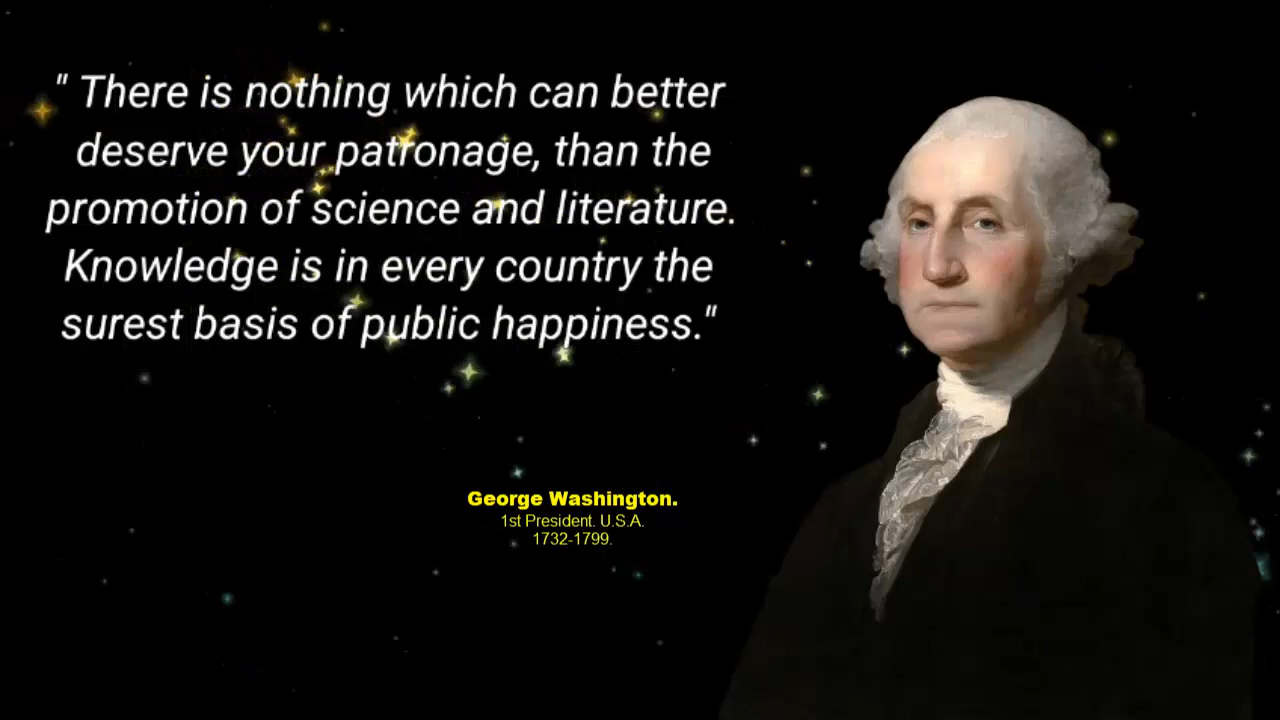 " There is nothing which can better
deserve your patronage, than the
promotion of science and literature.
Knowledge is in every country the
surest basis of public happiness."
George Washington.
1st President. U.S.A.
1732-1799.